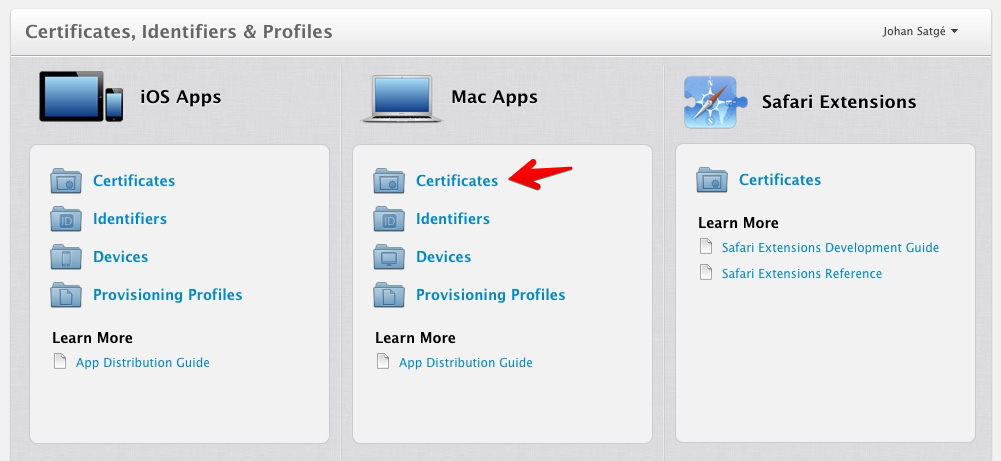 Certificates, Identifiers & Profiles
Johan Satgé
iOS Apps
Certificates
Identifiers
Devices
Provisioning Profiles
Learn More
App Distribution Guide
Mac Apps
Certificates
Identifiers
Devices
Provisioning Profiles
Learn More
App Distribution Guide
Safari Extensions
Certificates
Learn More
Safari Extensions Development Guide
Safari Extensions Reference